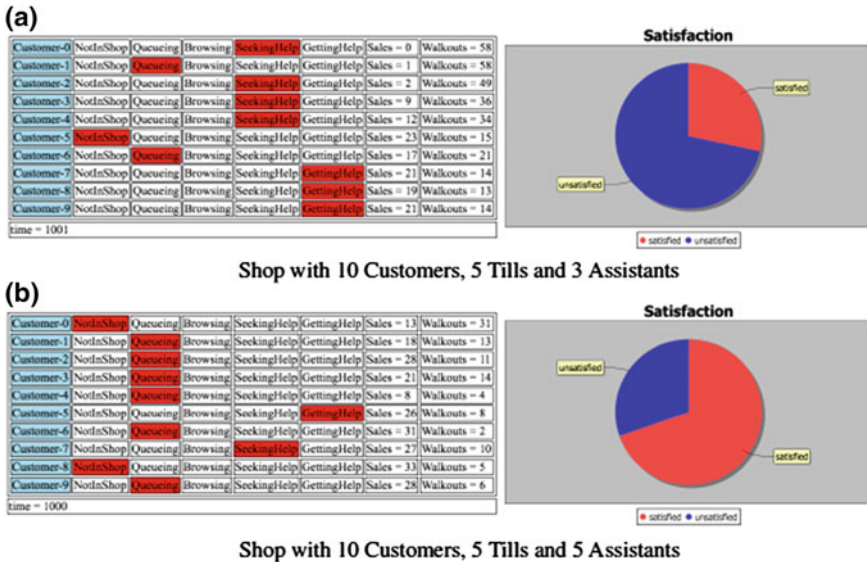 (a)
Customer-0 NotInShop Queueing Browsing SeekingHelp GettingHelp Sales = 0 Walkouts = 58
Customer-1 NotInShop Queueing Browsing SeekingHelp GettingHelp Sales = 1 Walkouts = 58
Customer-2 NotInShop Queueing Browsing SeekingHelp GettingHelp Sales = 2 Walkouts = 49
Customer-3 NotInShop Queueing Browsing SeekingHelp GettingHelp Sales = 9 Walkouts = 36
Customer-4 NotInShop Queueing Browsing SeekingHelp GettingHelp Sales = 12 Walkouts = 34
Customer-5 NotInShop Queueing Browsing SeekingHelp GettingHelp Sales = 23 Walkouts = 15
Customer-6 NotInShop Queueing Browsing SeekingHelp GettingHelp Sales = 17 Walkouts = 21
Customer-7 NotInShop Queueing Browsing SeekingHelp GettingHelp Sales = 21 Walkouts = 14
Customer-8 NotInShop Queueing Browsing SeekingHelp GettingHelp Sales = 19 Walkouts = 13
Customer-9 NotInShop Queueing Browsing SeekingHelp GettingHelp Sales = 21 Walkouts = 14
time = 1001
Satisfaction
satisfied
unsatisfied
satisfied unsatisfied
Shop with 10 Customers, 5 Tills and 3 Assistants
(b)
Customer-0 NotInShop Queueing Browsing SeekingHelp GettingHelp Sales = 13 Walkouts = 31
Customer-1 NotInShop Queueing Browsing SeekingHelp GettingHelp Sales = 18 Walkouts = 13
Customer-2 NotInShop Queueing Browsing SeekingHelp GettingHelp Sales = 28 Walkouts = 11
Customer-3 NotInShop Queueing Browsing SeekingHelp GettingHelp Sales = 21 Walkouts = 14
Customer-4 NotInShop Queueing Browsing SeekingHelp GettingHelp Sales = 8 Walkouts = 4
Customer-5 NotInShop Queueing Browsing SeekingHelp GettingHelp Sales = 26 Walkouts = 8
Customer-6 NotInShop Queueing Browsing SeekingHelp GettingHelp Sales = 31 Walkouts = 2
Customer-7 NotInShop Queueing Browsing SeekingHelp GettingHelp Sales = 27 Walkouts = 10
Customer-8 NotInShop Queueing Browsing SeekingHelp GettingHelp Sales = 33 Walkouts = 5
Customer-9 NotInShop Queueing Browsing SeekingHelp GettingHelp Sales = 28 Walkouts = 6
time = 1000
Satisfaction
unsatisfied
satisfied
satisfied unsatisfied
Shop with 10 Customers, 5 Tills and 5 Assistants